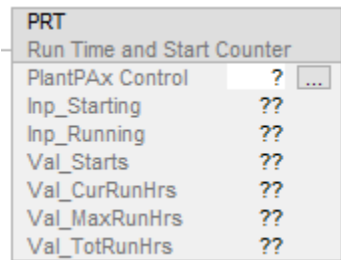 PRT
Run Time and Start Counter
PlantPAx Control ? ...
Inp_Starting ??
Inp_Running ??
Val_Starts ??
Val_CurRunHrs ??
Val_MaxRunHrs ??
Val_TotRunHrs ??